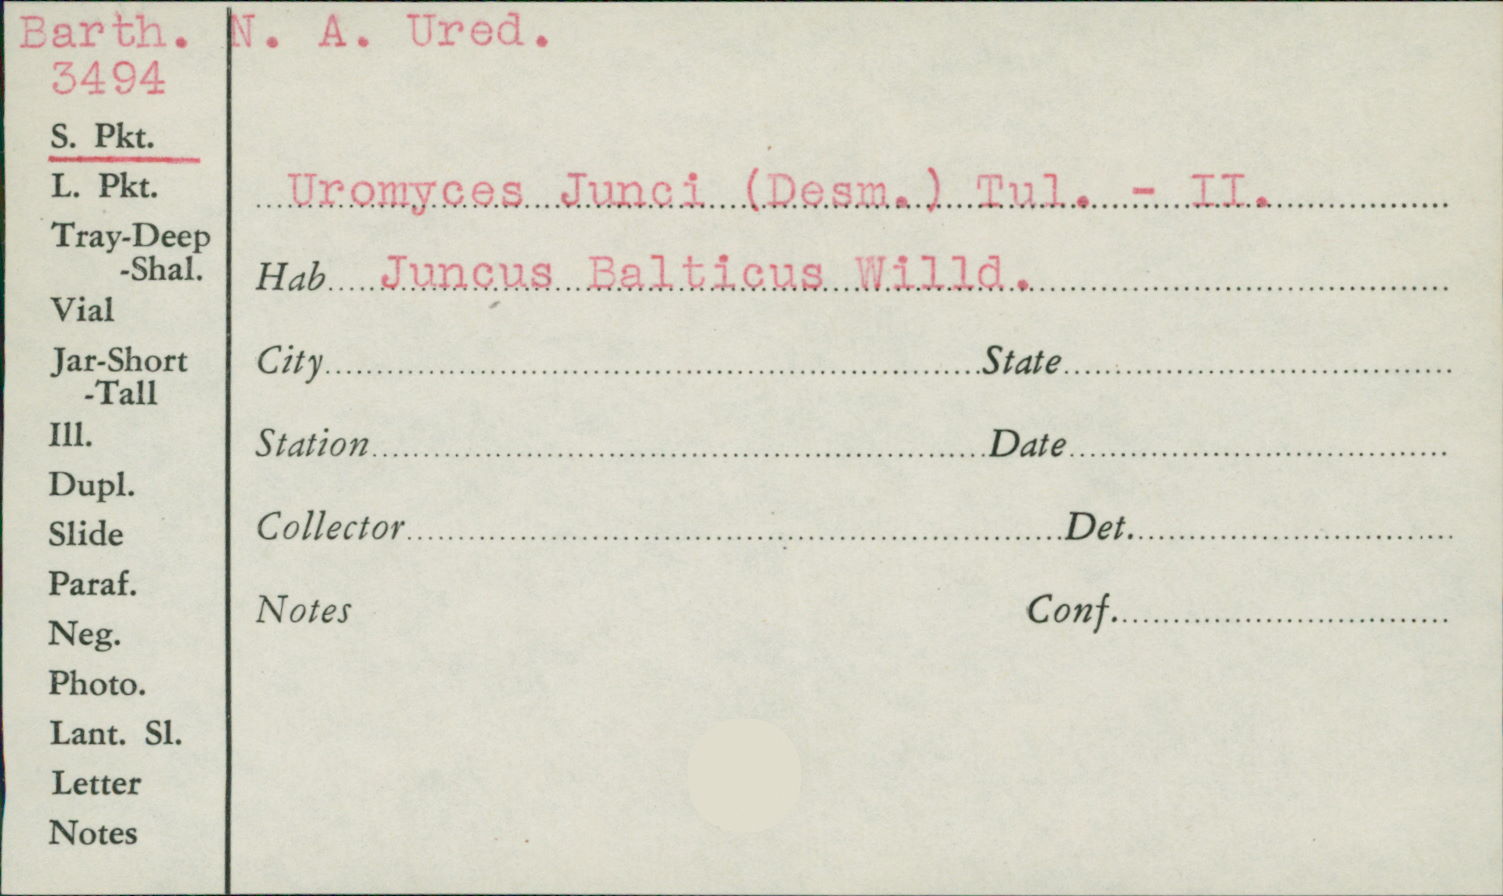 Barth. N. A. Ured.
3494
S. Pkt.
L. Pkt.
Tray-Deep
-Shal.
Vial
Jar-Short
-Tall
Ill.
Dupl.
Slide
Paraf.
Neg.
Photo.
Lant. Sl.
Letter
Notes
Uromyces Junci (Desm.) Tul. - II.
Hab. Juncus Balticus Willd.
City State
Station Date
Collector Det.
Notes Conf.